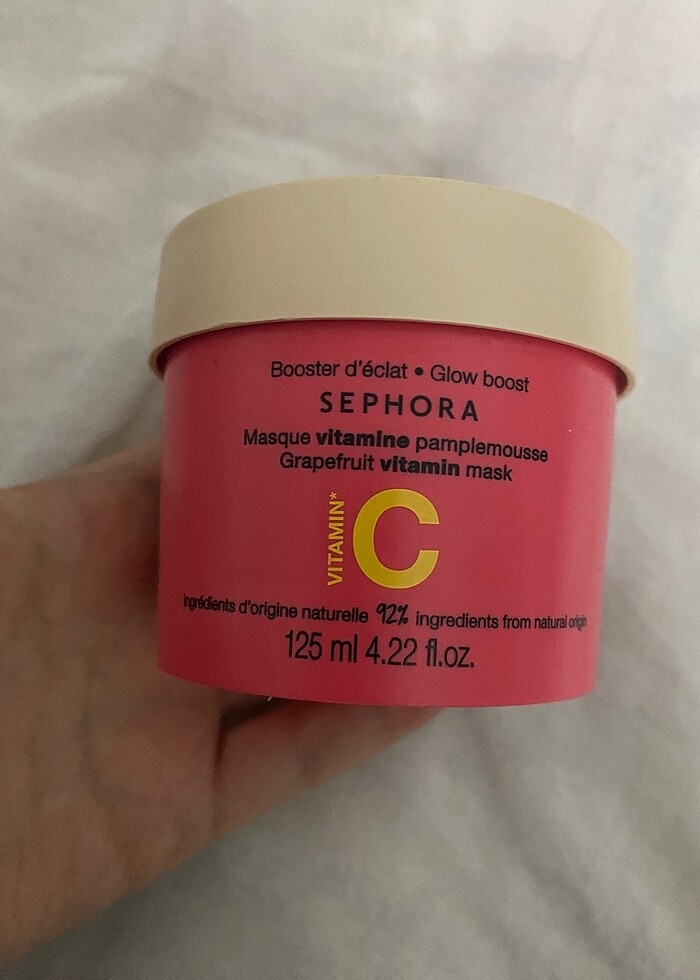 Booster d'éclat • Glow boost
SEPHORA
Masque vitamine pamplemousse
Grapefruit vitamin mask
VITAMIN*
C
ingrédients d'origine naturelle 92% ingredients from natural origin
125 ml 4.22 fl.oz.